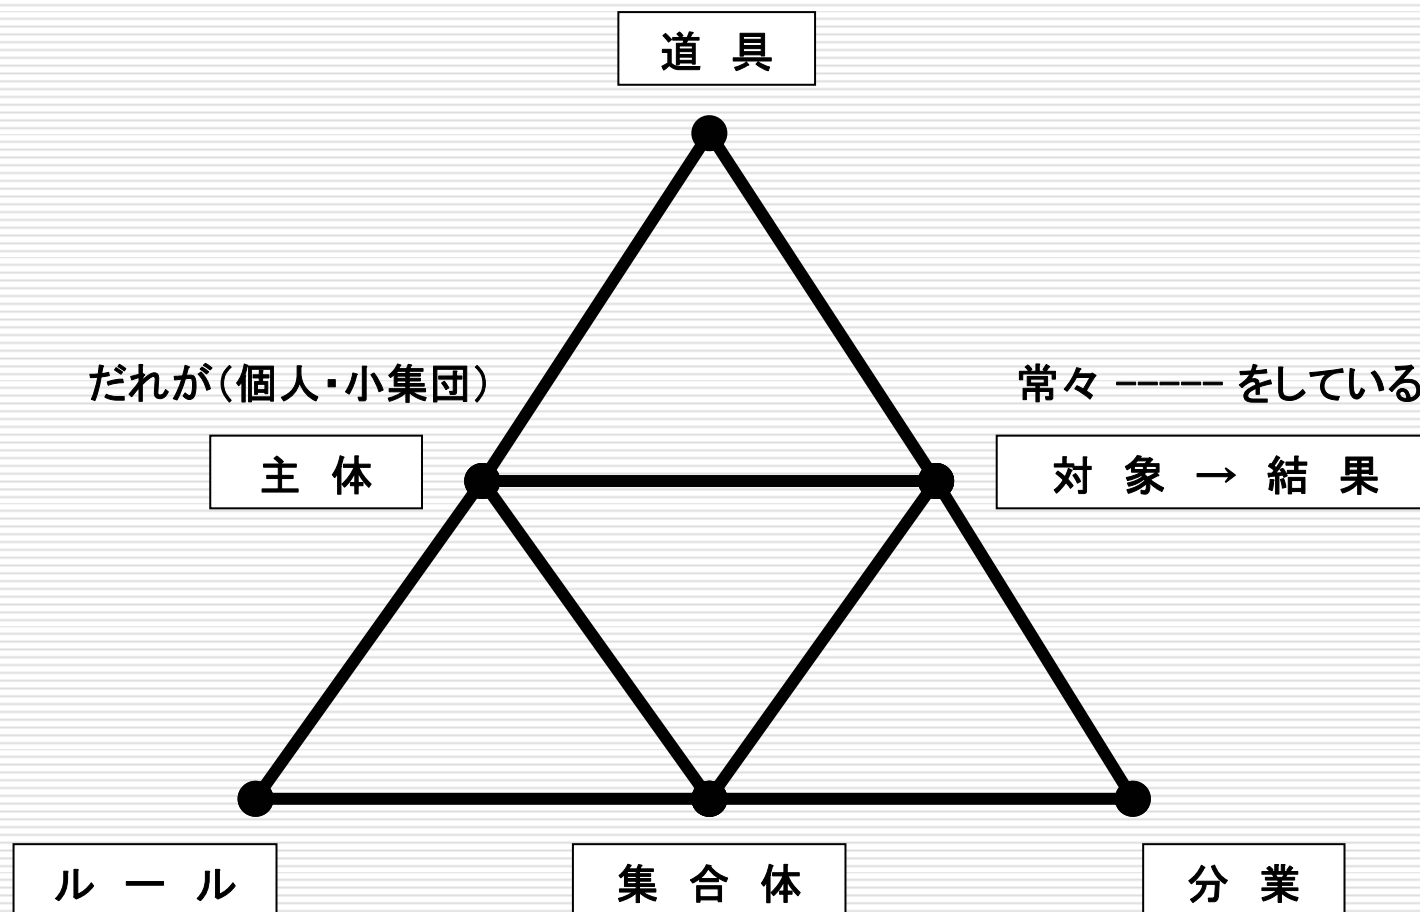 道 具
だれが（個人・小集団）
常々 ----- をしている
主 体
対 象 → 結 果
ル ー ル
集 合 体
分 業